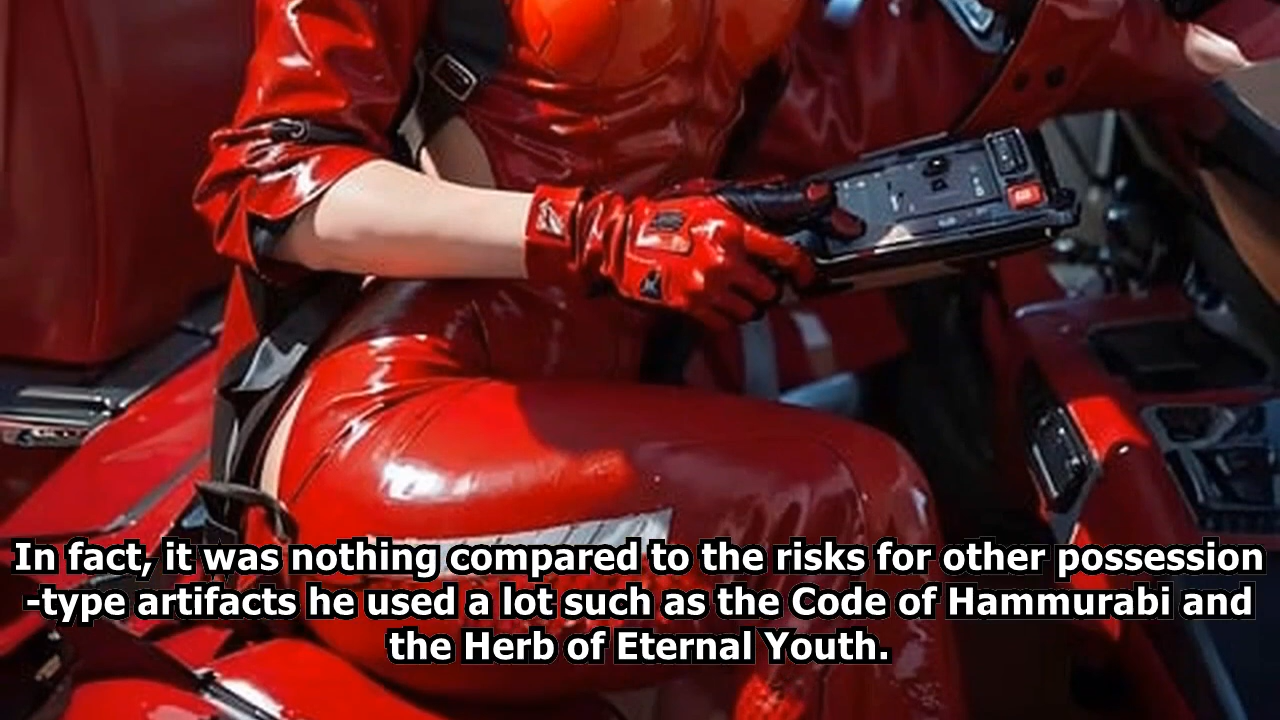 In fact, it was nothing compared to the risks for other possession
-type artifacts he used a lot such as the Code of Hammurabi and
the Herb of Eternal Youth.